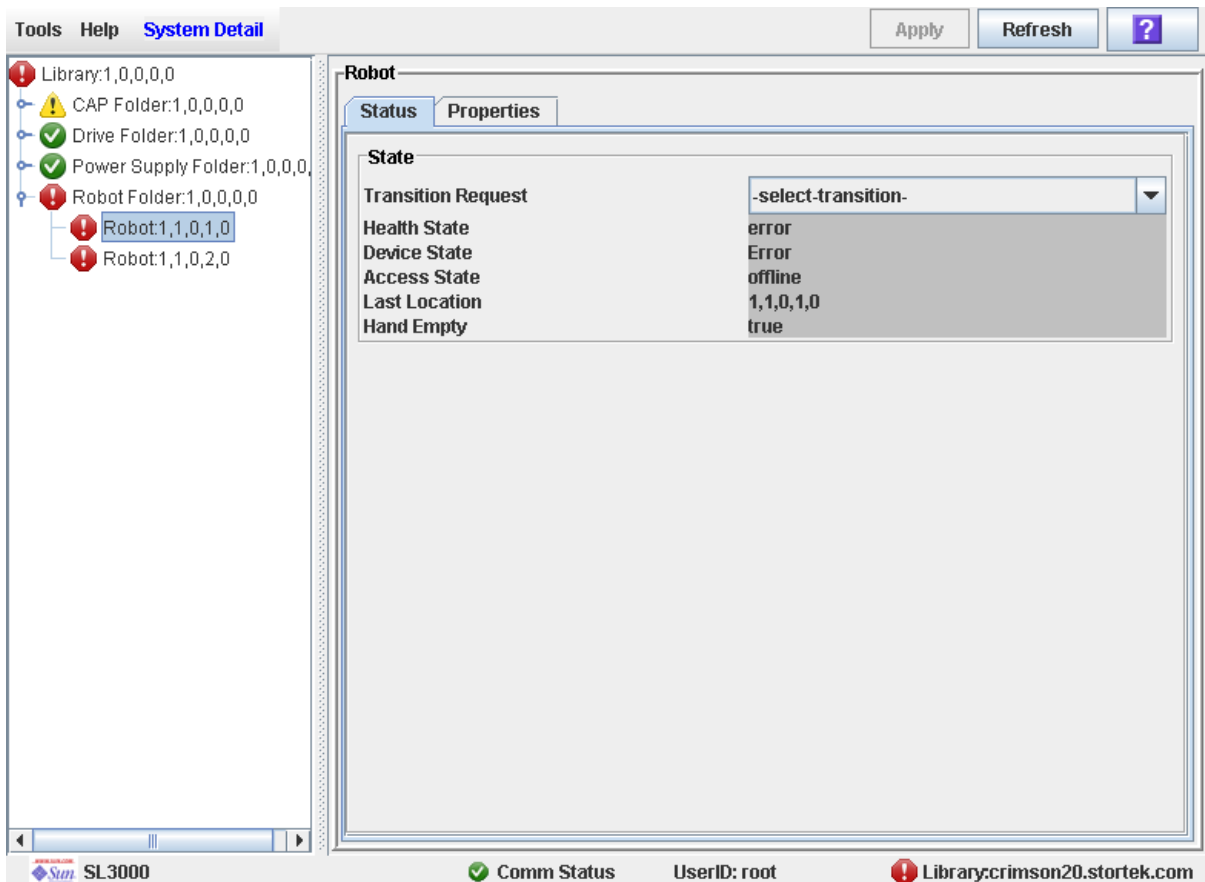 Tools Help System Detail
Apply Refresh ?
Library:1,0,0,0,0
CAP Folder:1,0,0,0,0
Drive Folder:1,0,0,0,0
Power Supply Folder:1,0,0,0,
Robot Folder:1,0,0,0,0
Robot:1,1,0,1,0
Robot:1,1,0,2,0
Robot
Status Properties
State
Transition Request -select-transition-
Health State error
Device State Error
Access State offline
Last Location 1,1,0,1,0
Hand Empty true
Sun SL3000 Comm Status UserID: root Library:crimson20.stortek.com